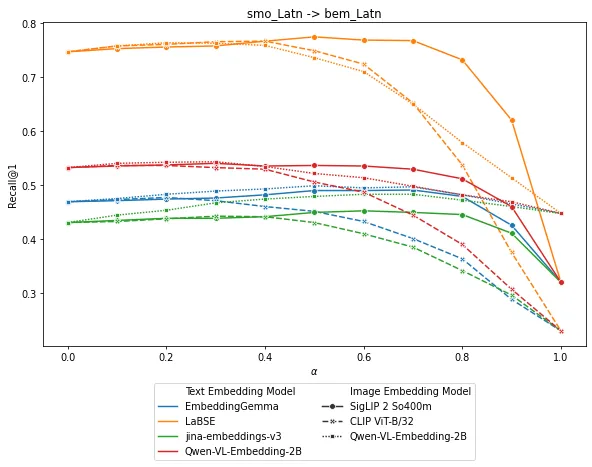 smo_Latn -> bem_Latn
Recall@1
0.8
0.7
0.6
0.5
0.4
0.3
0.0 0.2 0.4 0.6 0.8 1.0
α
Text Embedding Model
EmbeddingGemma
LaBSE
jina-embeddings-v3
Qwen-VL-Embedding-2B
Image Embedding Model
SigLIP 2 So400m
CLIP ViT-B/32
Qwen-VL-Embedding-2B